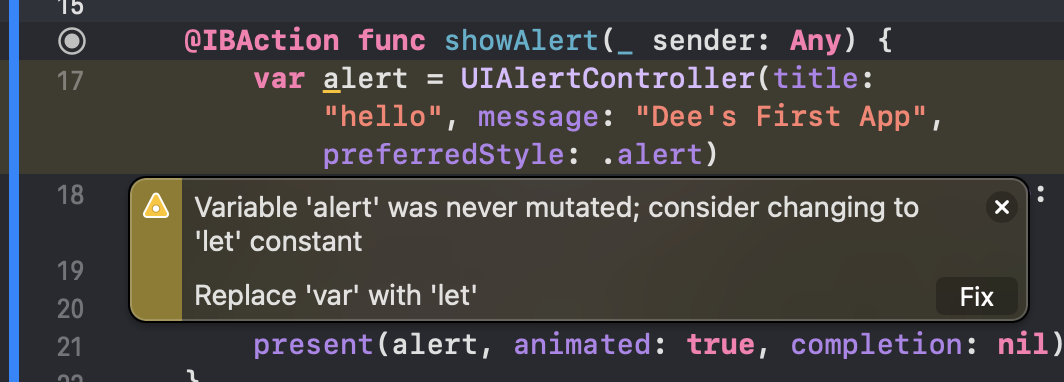 15
@IBAction func showAlert(_ sender: Any) {
17 var alert = UIAlertController(title:
"hello", message: "Dee's First App",
preferredStyle: .alert)
18 :
Variable 'alert' was never mutated; consider changing to
'let' constant
19
Replace 'var' with 'let' Fix
20
21 present(alert, animated: true, completion: nil)
22 }